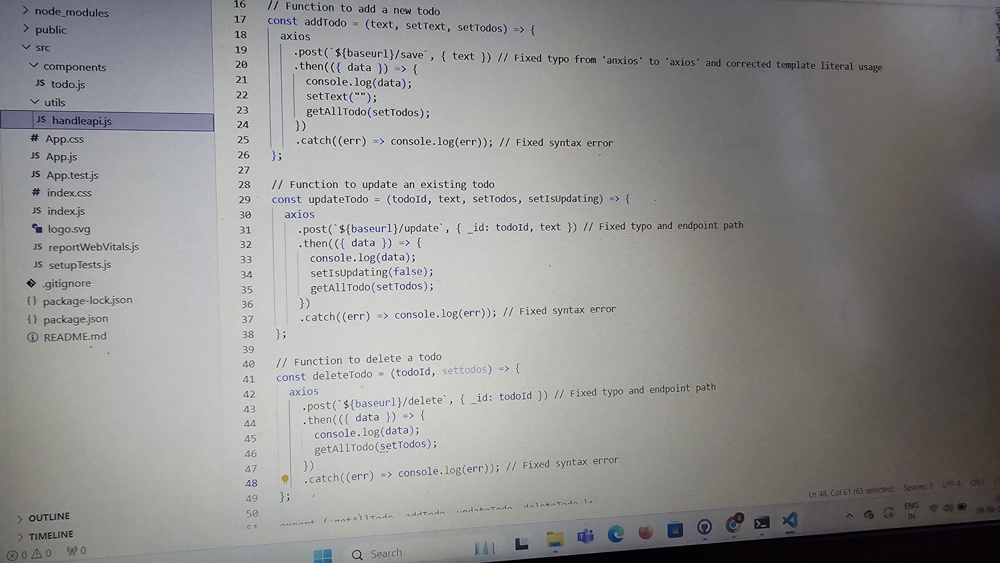 node_modules
public
src
components
JS todo.js
utils
JS handleapi.js
# App.css
JS App.js
JS App.test.js
# index.css
JS index.js
logo.svg
JS reportWebVitals.js
JS setupTests.js
.gitignore
{} package-lock.json
{} package.json
README.md
OUTLINE
TIMELINE
0 0 0
16 // Function to add a new todo
17 const addTodo = (text, setText, setTodos) => {
18 axios
19 .post(`${baseurl}/save`, { text }) // Fixed typo from 'anxios' to 'axios' and corrected template literal usage
20 .then(({ data }) => {
21 console.log(data);
22 setText("");
23 getAllTodo(setTodos);
24 })
25 .catch((err) => console.log(err)); // Fixed syntax error
26 };
27
28 // Function to update an existing todo
29 const updateTodo = (todoId, text, setTodos, setIsUpdating) => {
30 axios
31 .post(`${baseurl}/update`, { _id: todoId, text }) // Fixed typo and endpoint path
32 .then(({ data }) => {
33 console.log(data);
34 setIsUpdating(false);
35 getAllTodo(setTodos);
36 })
37 .catch((err) => console.log(err)); // Fixed syntax error
38 };
39
40 // Function to delete a todo
41 const deleteTodo = (todoId, settodos) => {
42 axios
43 .post(`${baseurl}/delete`, { _id: todoId }) // Fixed typo and endpoint path
44 .then(({ data }) => {
45 console.log(data);
46 getAllTodo(setTodos);
47 })
48 .catch((err) => console.log(err)); // Fixed syntax error
49 };
50
Ln 48, Col 61 (65 selected) Spaces: 2 UTF-8 CRLF
Search
ENG
IN